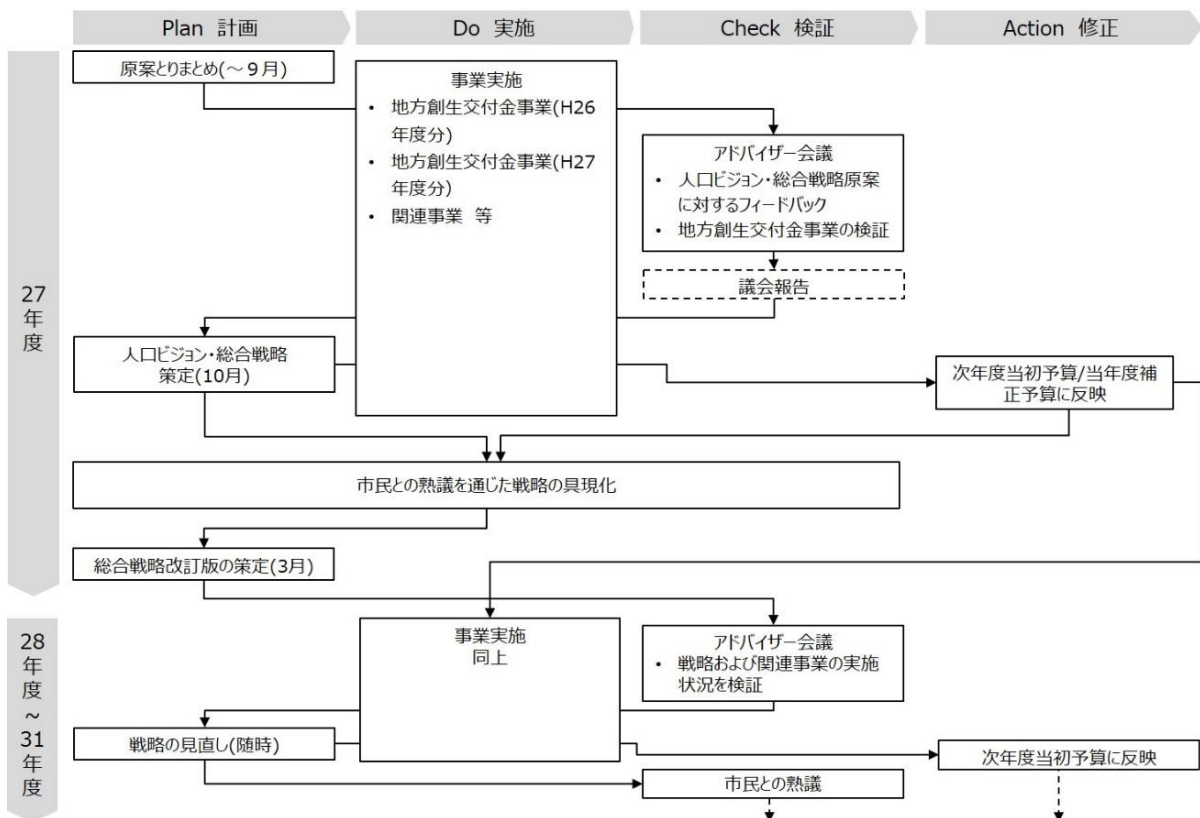 Plan 計画
Do 実施
Check 検証
Action 修正
27
年
度
原案とりまとめ(～９月)
事業実施
• 地方創生交付金事業(H26
年度分)
• 地方創生交付金事業(H27
年度分)
• 関連事業 等
アドバイザー会議
• 人口ビジョン・総合戦略原案
に対するフィードバック
• 地方創生交付金事業の検証
議会報告
人口ビジョン・総合戦略
策定(10月)
次年度当初予算/当年度補
正予算に反映
市民との熟議を通じた戦略の具現化
総合戦略改訂版の策定(3月)
28
年
度
～
31
年
度
事業実施
同上
アドバイザー会議
• 戦略および関連事業の実施
状況を検証
戦略の見直し(随時)
次年度当初予算に反映
市民との熟議